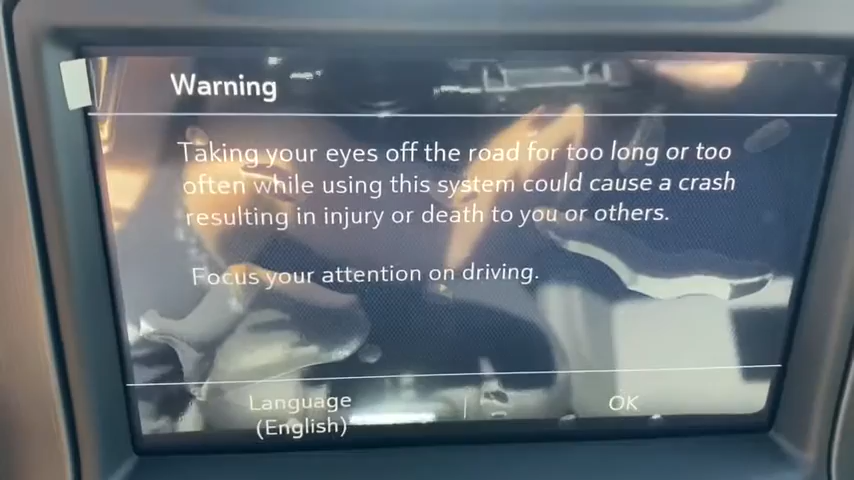 Warning
Taking your eyes off the road for too long or too
often while using this system could cause a crash
resulting in injury or death to you or others.
Focus your attention on driving.
Language
(English)
OK